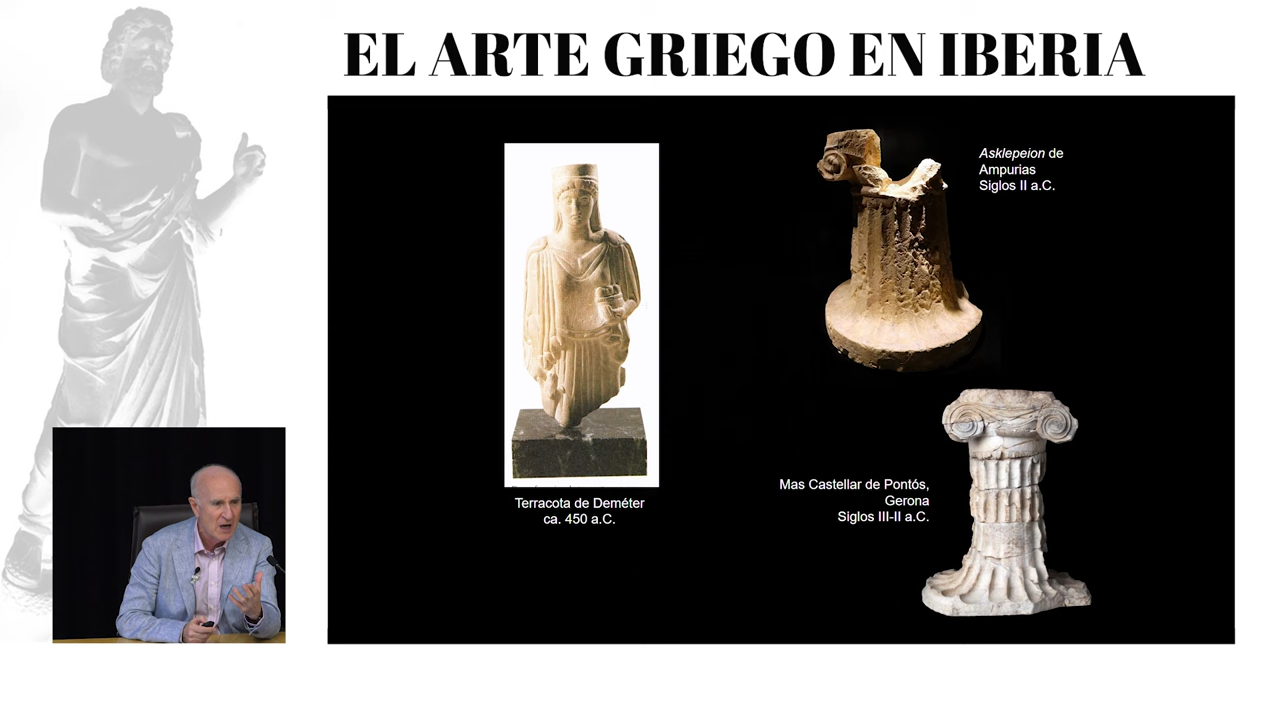 EL ARTE GRIEGO EN IBERIA
Asklepeion de
Ampurias
Siglos II a.C.
Terracota de Deméter
ca. 450 a.C.
Mas Castellar de Pontós,
Gerona
Siglos III-II a.C.